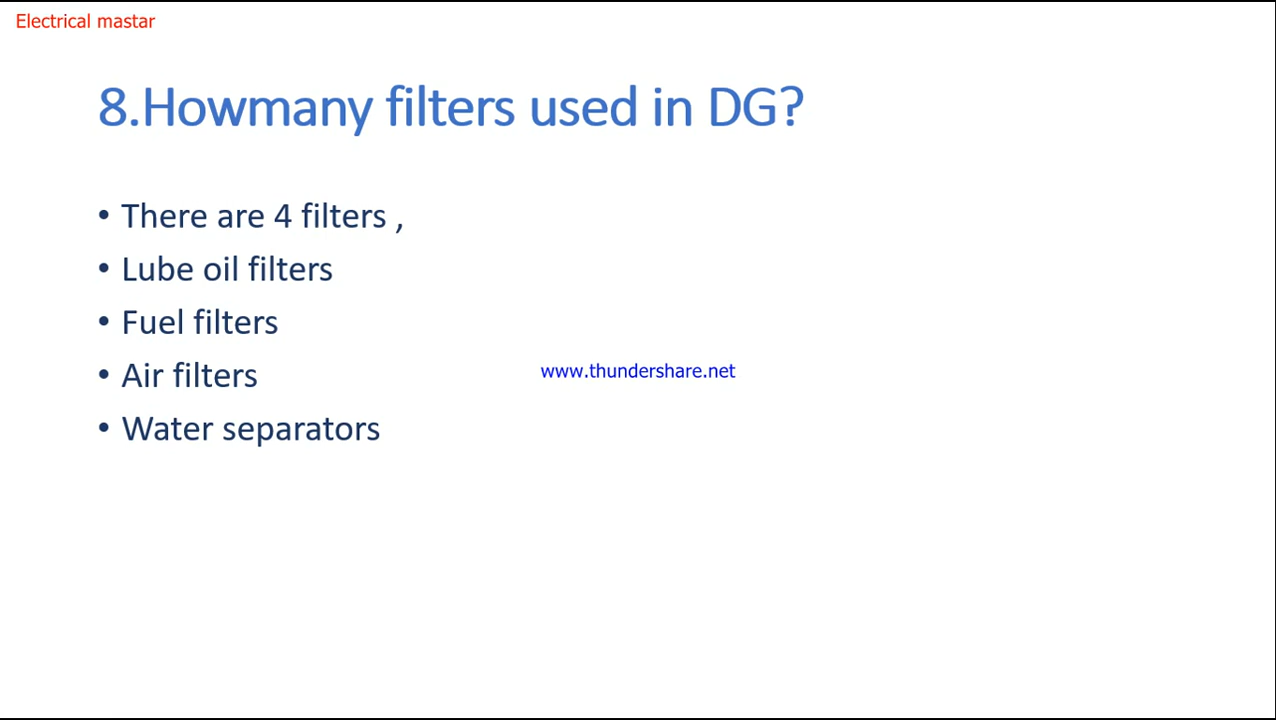 Electrical mastar
8.Howmany filters used in DG?
• There are 4 filters ,
• Lube oil filters
• Fuel filters
• Air filters
www.thundershare.net
• Water separators